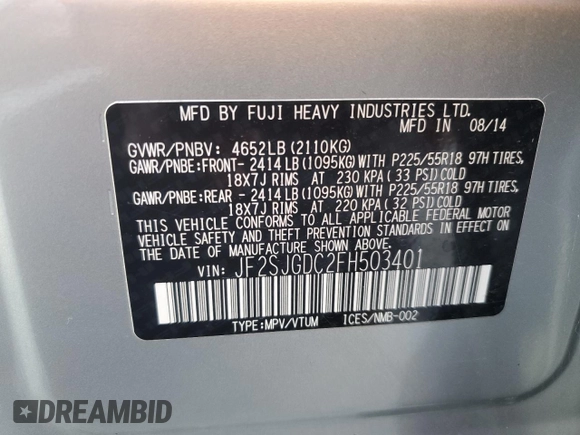 MFD BY FUJI HEAVY INDUSTRIES LTD.
MFD IN 08/14
GVWR/PNBV: 4652LB (2110KG)
GAWR/PNBE:FRONT- 2414 LB (1095KG) WITH P225/55R18 97H TIRES,
18X7J RIMS AT 230 KPA (33 PSI) COLD
GAWR/PNBE:REAR - 2414 LB (1095KG) WITH P225/55R18 97H TIRES,
18X7J RIMS AT 220 KPA (32 PSI) COLD
THIS VEHICLE CONFORMS TO ALL APPLICABLE FEDERAL MOTOR
VEHICLE SAFETY AND THEFT PREVENTION STANDARDS IN EFFECT
ON THE DATE OF MANUFACTURE SHOWN ABOVE.
VIN: JF2SJGDC2FH503401
TYPE:MPV/VTUM ICES/NMB-002
DREAMBID